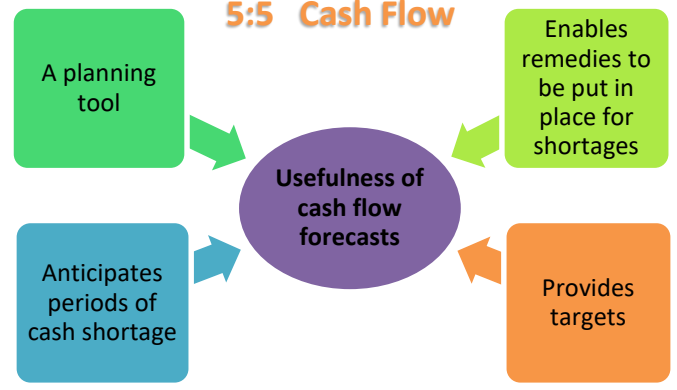 5:5 Cash Flow
A planning
tool
Enables
remedies to
be put in
place for
shortages
Usefulness of
cash flow
forecasts
Anticipates
periods of
cash shortage
Provides
targets